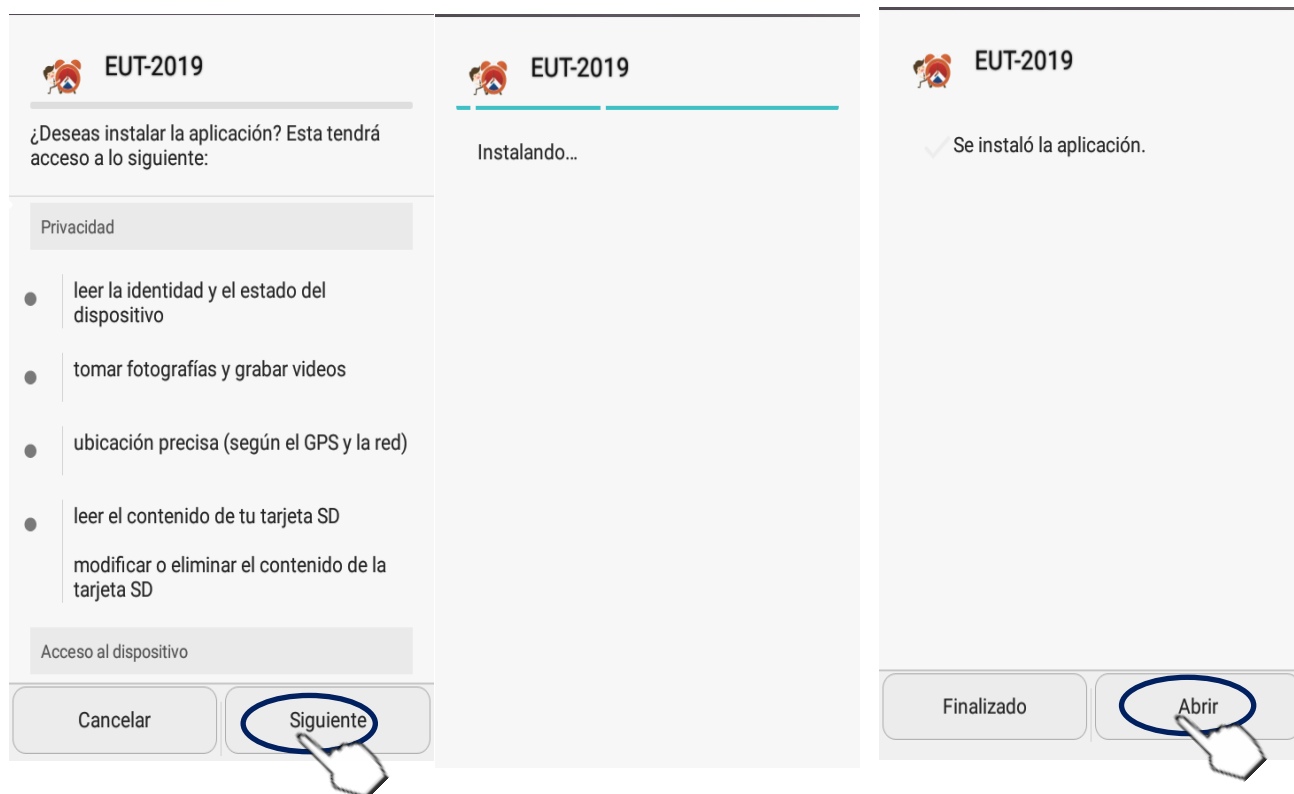 EUT-2019
¿Deseas instalar la aplicación? Esta tendrá
acceso a lo siguiente:
Privacidad
leer la identidad y el estado del
dispositivo
tomar fotografías y grabar videos
ubicación precisa (según el GPS y la red)
leer el contenido de tu tarjeta SD
modificar o eliminar el contenido de la
tarjeta SD
Acceso al dispositivo
Cancelar
Siguiente
EUT-2019
Instalando...
EUT-2019
Se instaló la aplicación.
Finalizado
Abrir